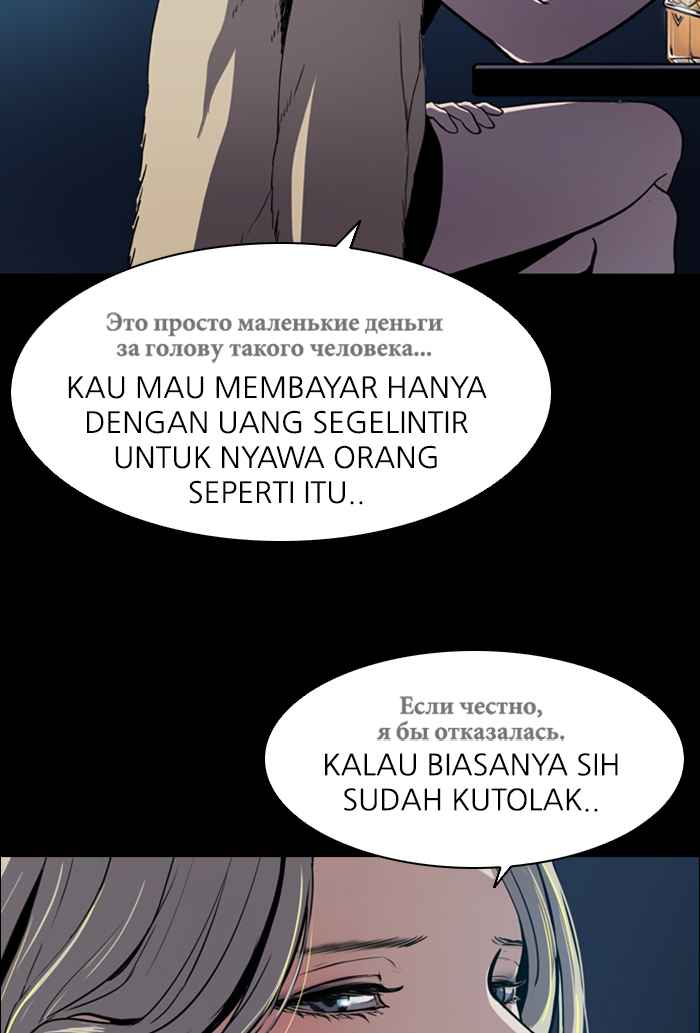 Это просто маленькие деньги
за голову такого человека...
KAU MAU MEMBAYAR HANYA
DENGAN UANG SEGELINTIR
UNTUK NYAWA ORANG
SEPERTI ITU..
Если честно,
я бы отказалась.
KALAU BIASANYA SIH
SUDAH KUTOLAK..